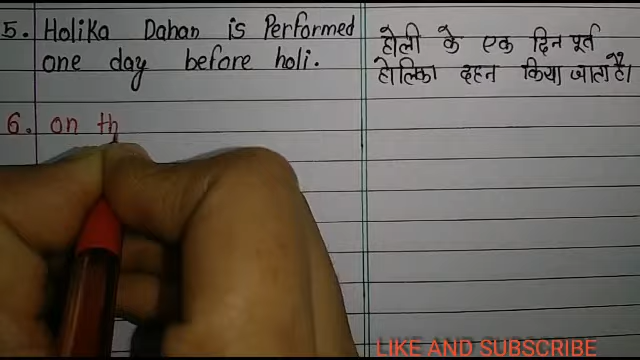 5. Holika Dahan is Performed
one day before holi.
होली के एक दिन पूर्व
होलिका दहन किया जाता है।
6. on th
LIKE AND SUBSCRIBE